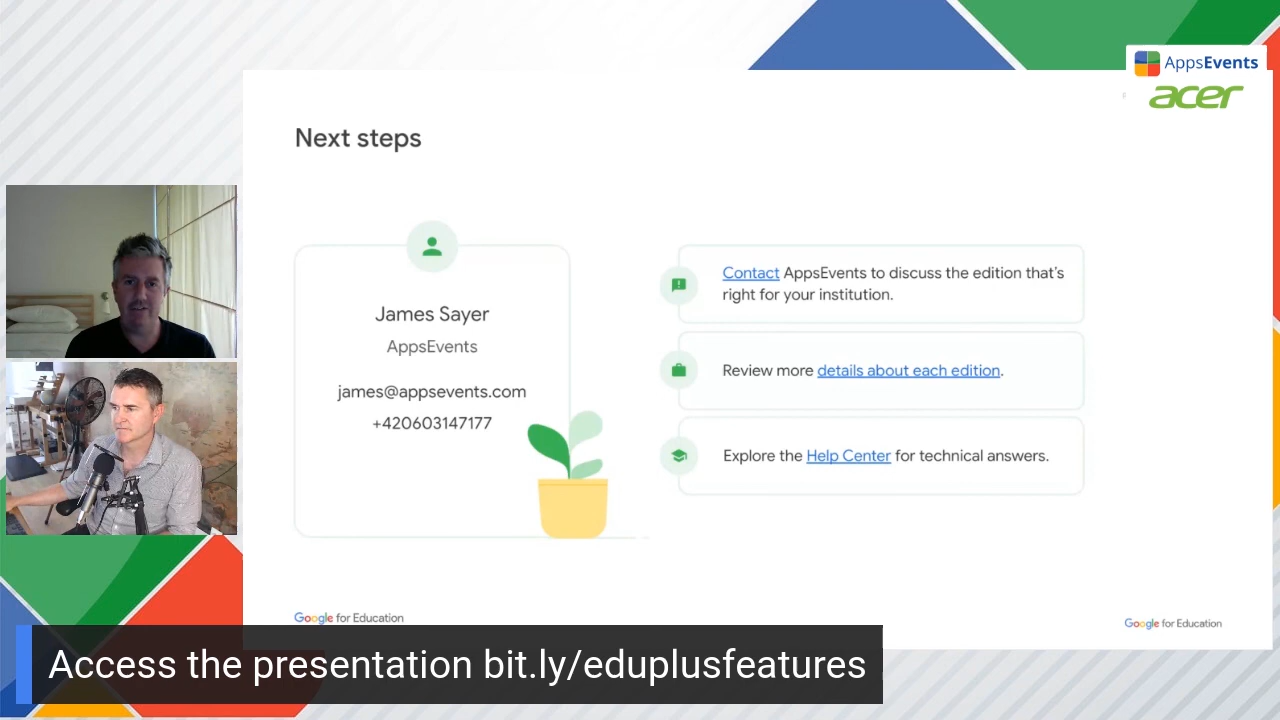 AppsEvents
acer
Next steps
James Sayer
AppsEvents
james@appsevents.com
+420603147177
Contact AppsEvents to discuss the edition that's
right for your institution.
Review more details about each edition.
Explore the Help Center for technical answers.
Google for Education
Google for Education
Access the presentation bit.ly/eduplusfeatures